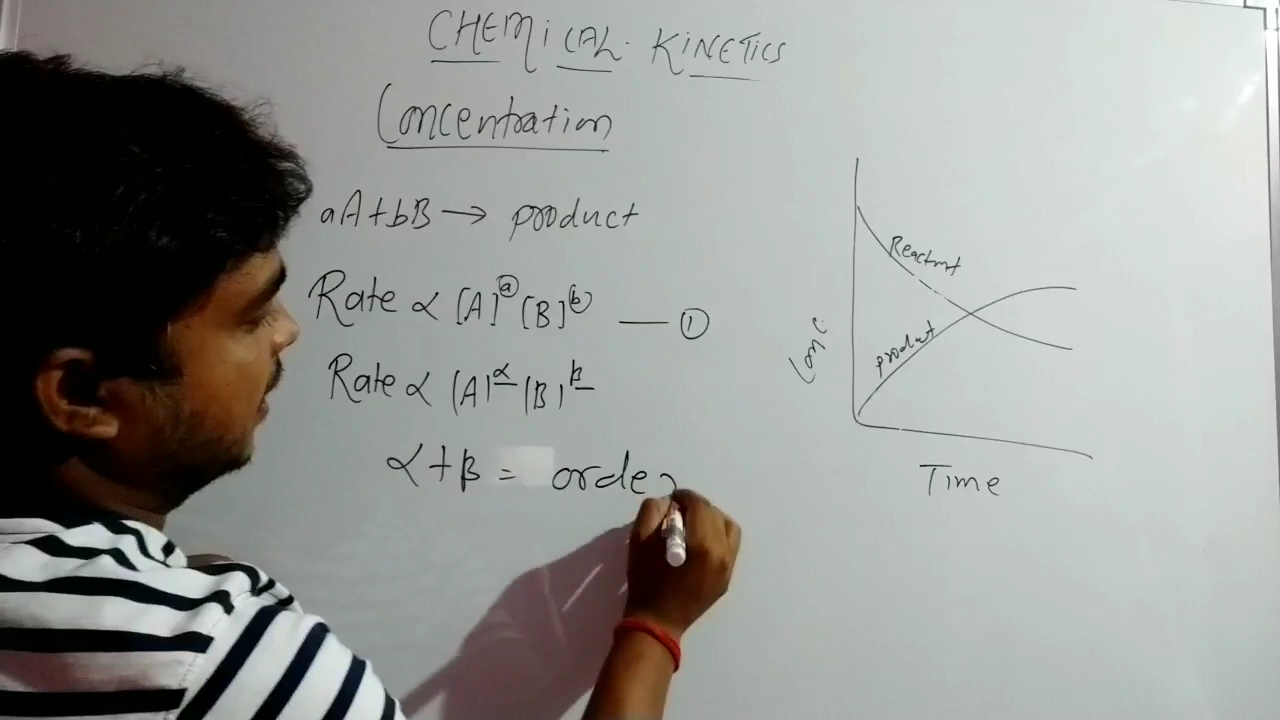 CHEMiCAL KiNETICS
Concentration
aA+bB → product
Rate ∝ [A]ᵃ [B]ᵇ — ①
Rate ∝ (A)^α (B)^β
α+β = order
Reactant
product
Conc.
Time